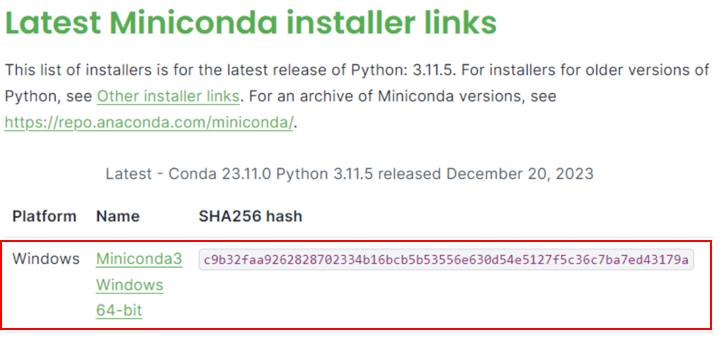 Latest Miniconda installer links
This list of installers is for the latest release of Python: 3.11.5. For installers for older versions of
Python, see Other installer links. For an archive of Miniconda versions, see
https://repo.anaconda.com/miniconda/.
Latest - Conda 23.11.0 Python 3.11.5 released December 20, 2023
Platform Name SHA256 hash
Windows Miniconda3 c9b32faa9262828702334b16bcb5b53556e630d54e5127f5c36c7ba7ed43179a
Windows
64-bit